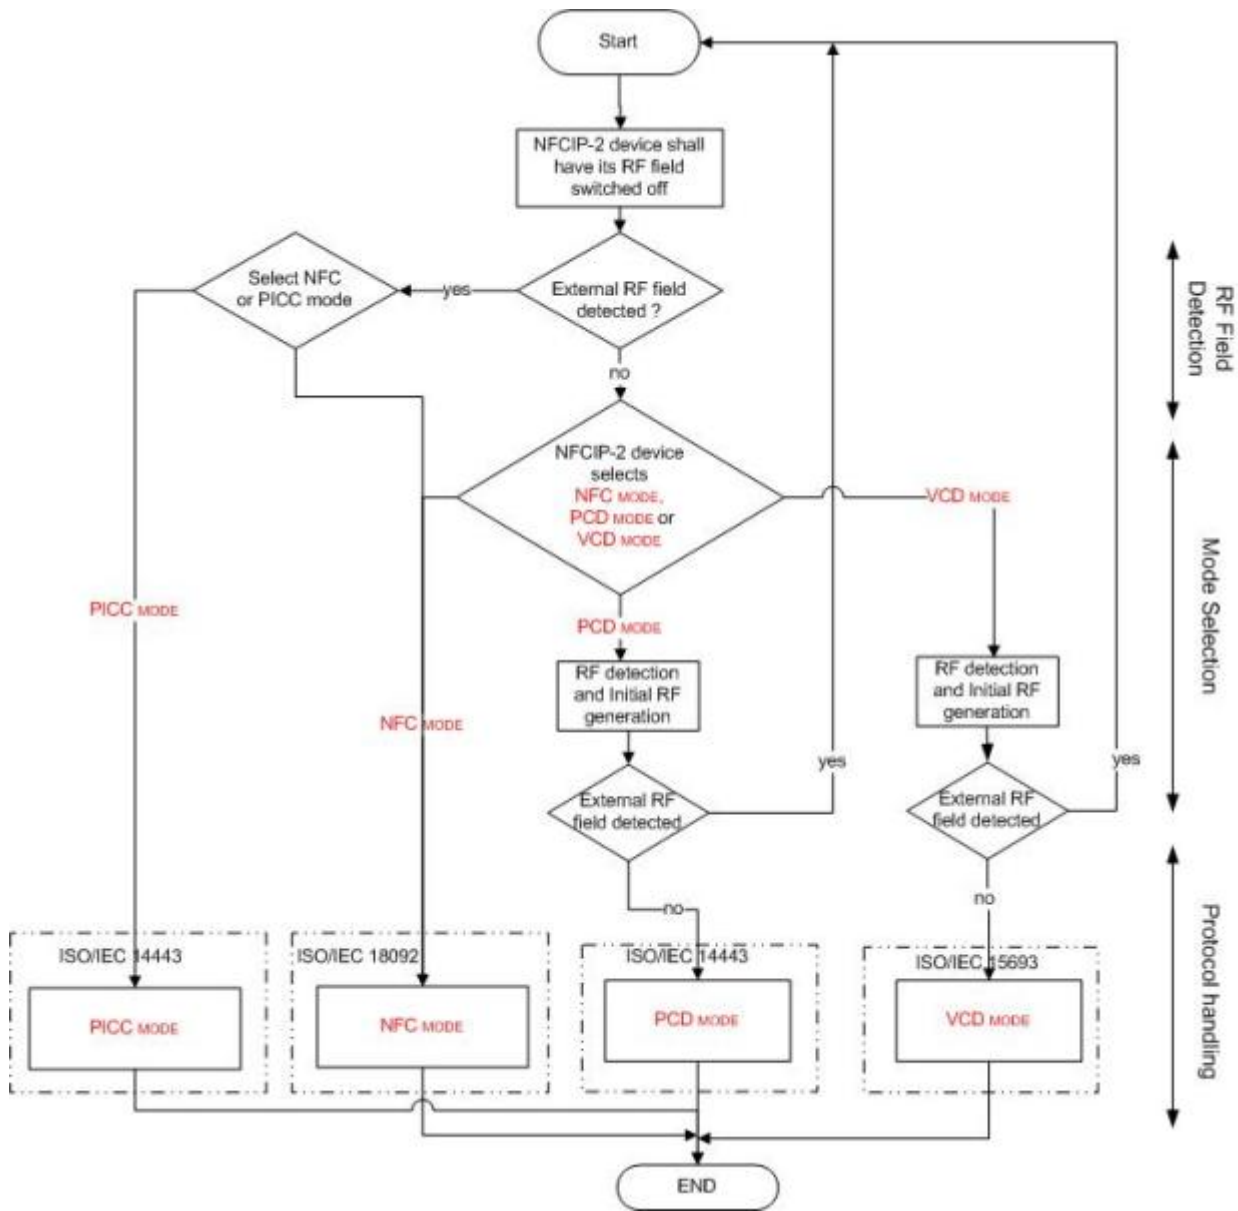 Start
NFCIP-2 device shall
have its RF field
switched off
Select NFC
or PICC mode
yes
External RF field
detected ?
no
RF Field
Detection
NFCIP-2 device
selects
NFC MODE,
PCD MODE or
VCD MODE
VCD MODE
Mode Selection
PICC MODE
PCD MODE
RF detection
and Initial RF
generation
RF detection
and Initial RF
generation
NFC MODE
yes
yes
External RF
field detected
External RF
field detected
no
no
Protocol handling
ISO/IEC 14443
ISO/IEC 18092
ISO/IEC 14443
ISO/IEC 15693
PICC MODE
NFC MODE
PCD MODE
VCD MODE
END